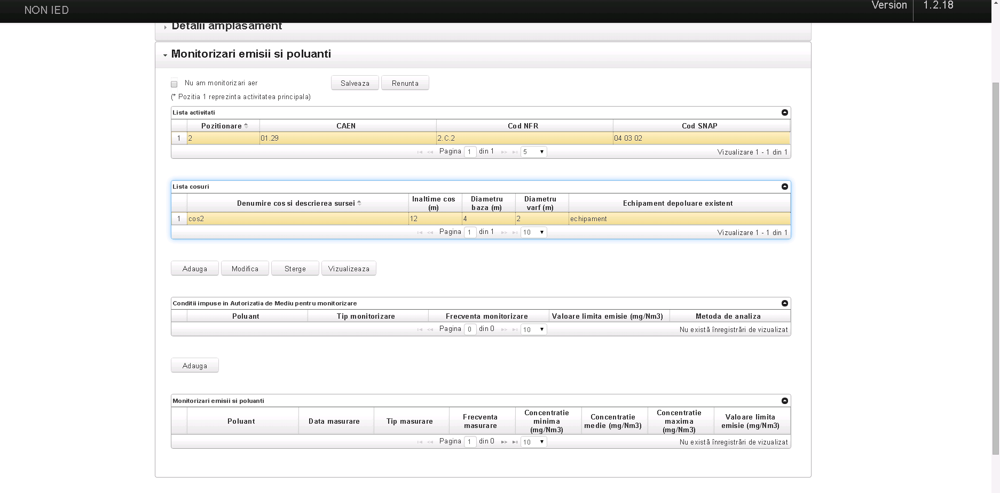 NON IED
Version 1.2.18
Detalii amplasament
Monitorizari emisii si poluanti
Nu am monitorizari aer
Salveaza Renunta
(* Pozitia 1 reprezinta activitatea principala)
Lista activitati
Pozitionare CAEN Cod NFR Cod SNAP
1 2 01.29 2.C.2 04 03 02
Pagina 1 din 1 5 Vizualizare 1 - 1 din 1
Lista cosuri
Denumire cos si descrierea sursei Inaltime cos (m) Diametru baza (m) Diametru varf (m) Echipament depoluare existent
1 cos2 12 4 2 echipament
Pagina 1 din 1 10 Vizualizare 1 - 1 din 1
Adauga Modifica Sterge Vizualizeaza
Conditii impuse in Autorizatia de Mediu pentru monitorizare
Poluant Tip monitorizare Frecventa monitorizare Valoare limita emisie (mg/Nm3) Metoda de analiza
Pagina 0 din 0 10 Nu există înregistrări de vizualizat
Adauga
Monitorizari emisii si poluanti
Poluant Data masurare Tip masurare Frecventa masurare Concentratie minima (mg/Nm3) Concentratie medie (mg/Nm3) Concentratie maxima (mg/Nm3) Valoare limita emisie (mg/Nm3)
Pagina 1 din 0 10 Nu există înregistrări de vizualizat